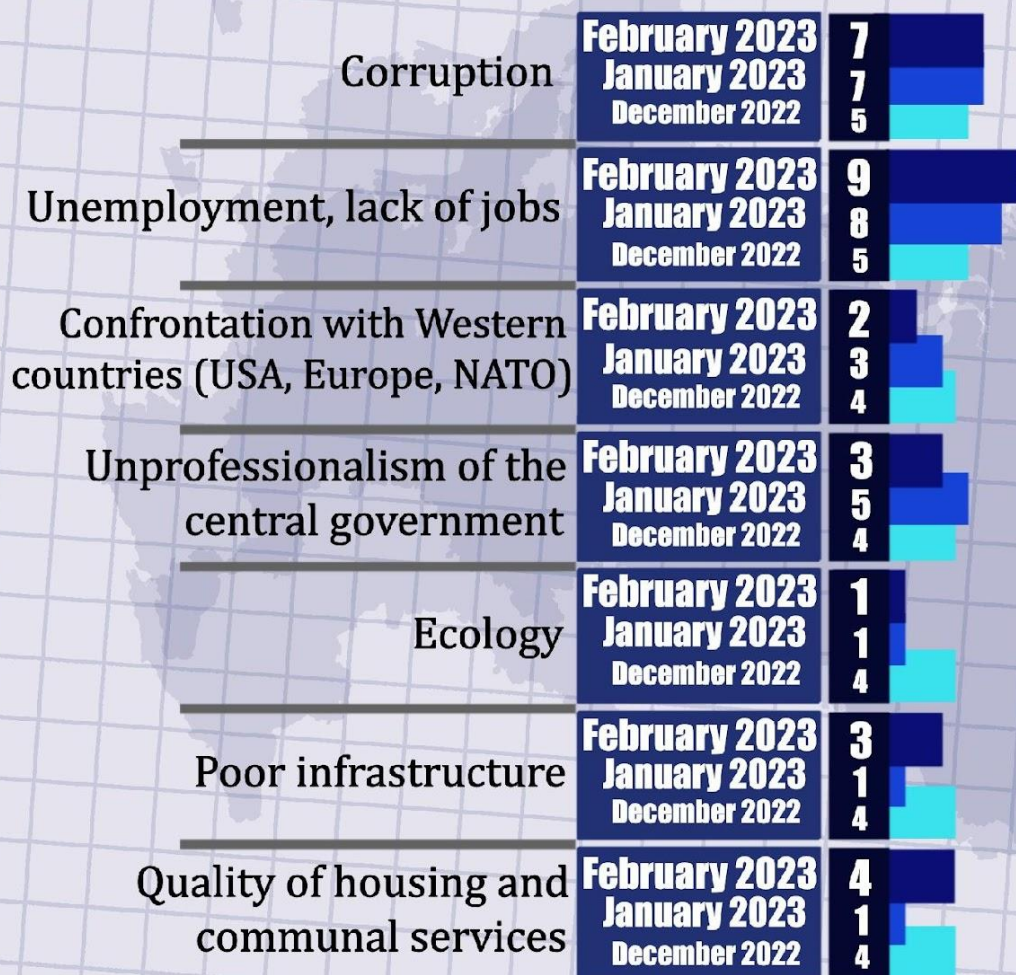 Corruption
February 2023 7
January 2023 7
December 2022 5
Unemployment, lack of jobs
February 2023 9
January 2023 8
December 2022 5
Confrontation with Western
countries (USA, Europe, NATO)
February 2023 2
January 2023 3
December 2022 4
Unprofessionalism of the
central government
February 2023 3
January 2023 5
December 2022 4
Ecology
February 2023 1
January 2023 1
December 2022 4
Poor infrastructure
February 2023 3
January 2023 1
December 2022 4
Quality of housing and
communal services
February 2023 4
January 2023 1
December 2022 4